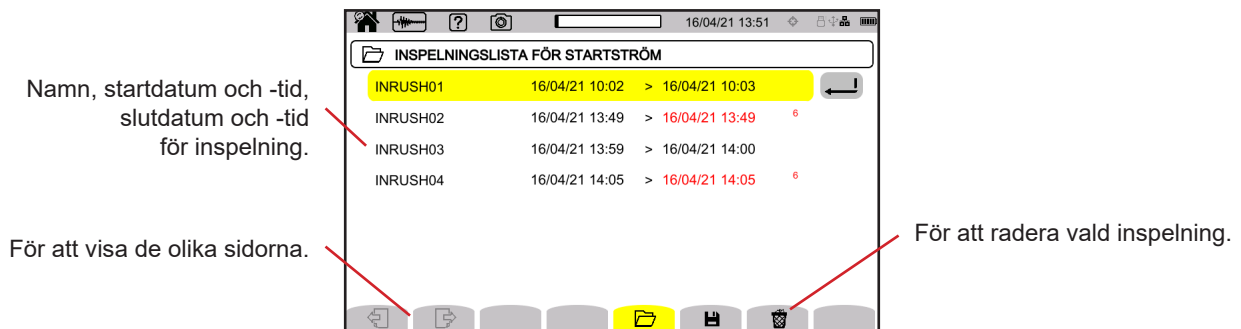 ? 16/04/21 13:51
INSPELNINGSLISTA FÖR STARTSTRÖM
INRUSH01 16/04/21 10:02 > 16/04/21 10:03
INRUSH02 16/04/21 13:49 > 16/04/21 13:49 6
INRUSH03 16/04/21 13:59 > 16/04/21 14:00
INRUSH04 16/04/21 14:05 > 16/04/21 14:05 6
Namn, startdatum och -tid,
slutdatum och -tid
för inspelning.
För att visa de olika sidorna.
För att radera vald inspelning.